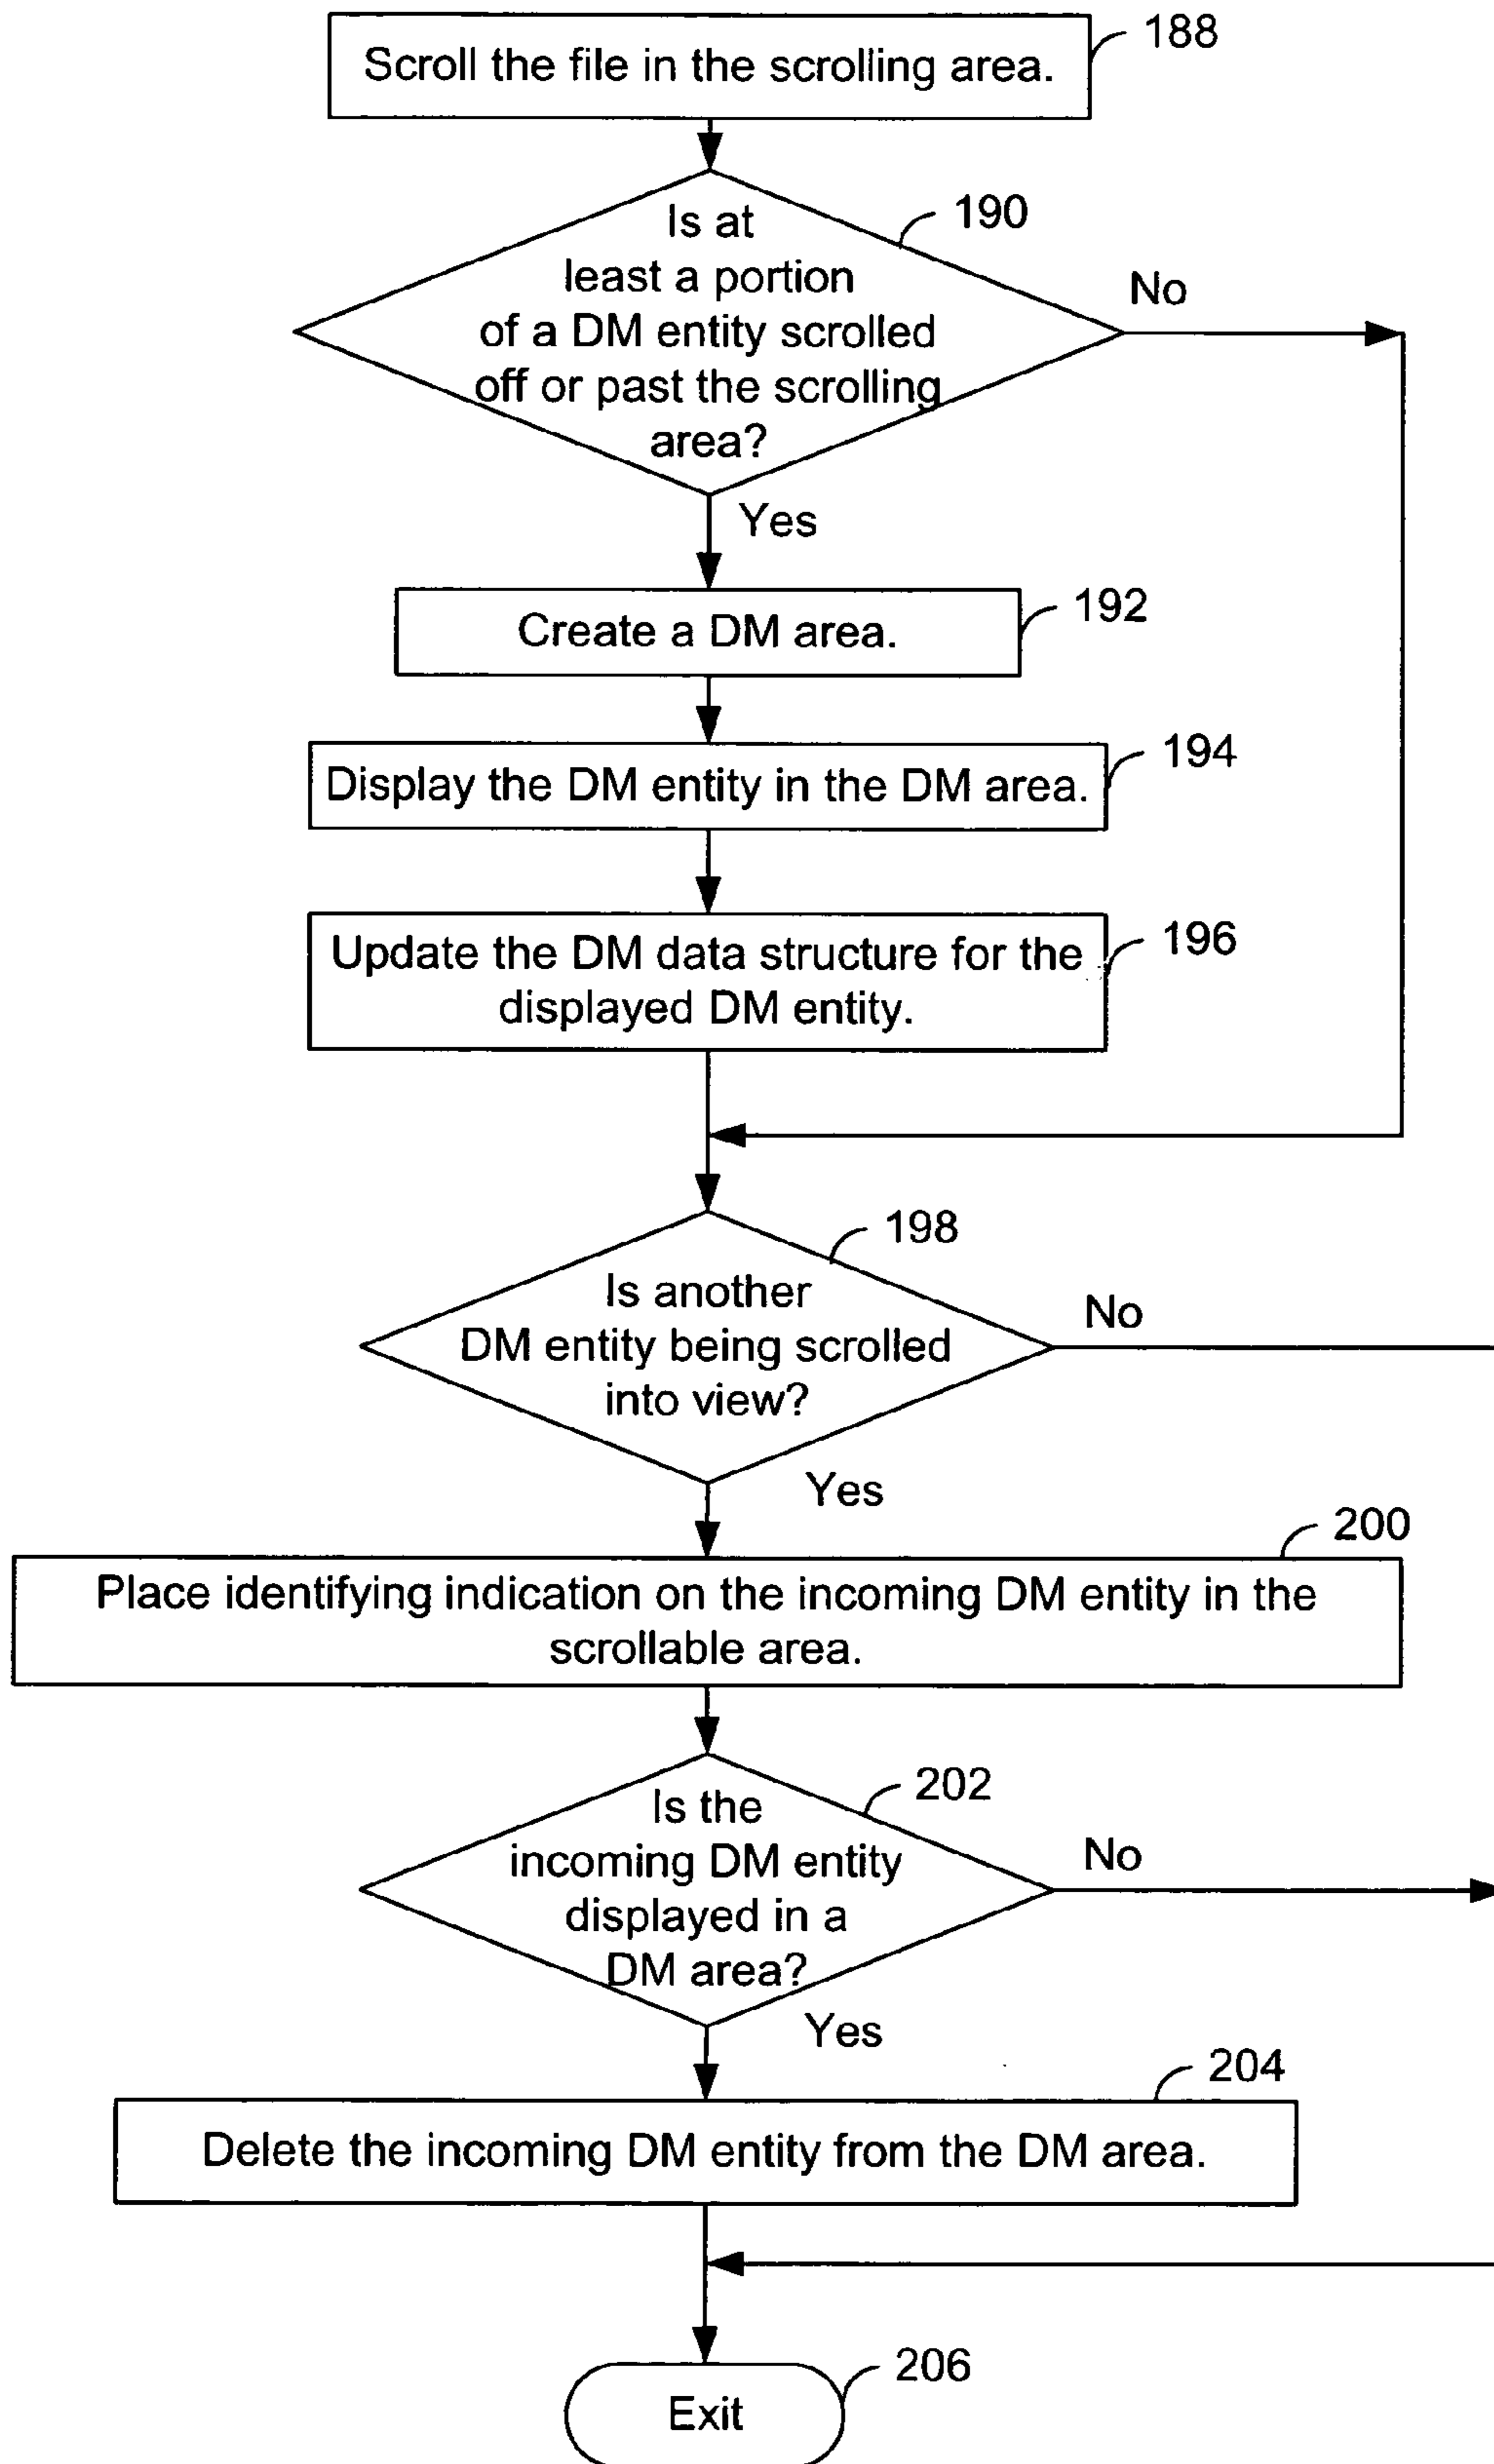 188
Scroll the file in the scrolling area.
190
Is at
least a portion
of a DM entity scrolled
off or past the scrolling
area?
No
Yes
192
Create a DM area.
194
Display the DM entity in the DM area.
196
Update the DM data structure for the
displayed DM entity.
198
Is another
DM entity being scrolled
into view?
No
Yes
200
Place identifying indication on the incoming DM entity in the
scrollable area.
202
Is the
incoming DM entity
displayed in a
DM area?
No
Yes
204
Delete the incoming DM entity from the DM area.
206
Exit